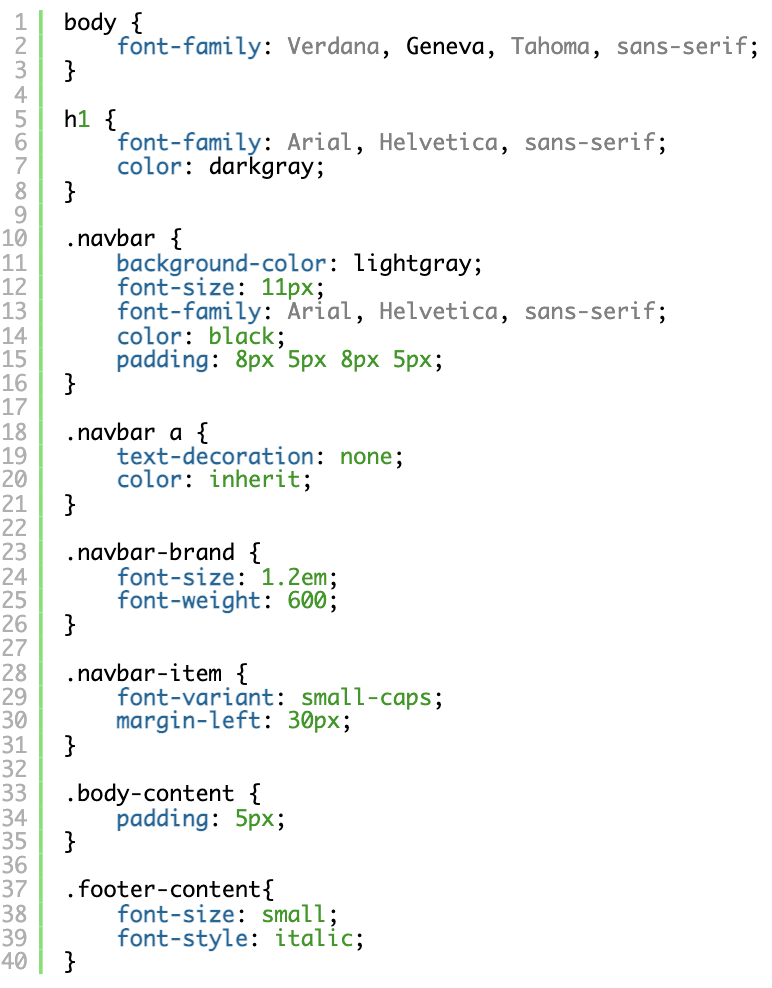 1 body {
2     font-family: Verdana, Geneva, Tahoma, sans-serif;
3 }
4
5 h1 {
6     font-family: Arial, Helvetica, sans-serif;
7     color: darkgray;
8 }
9
10 .navbar {
11     background-color: lightgray;
12     font-size: 11px;
13     font-family: Arial, Helvetica, sans-serif;
14     color: black;
15     padding: 8px 5px 8px 5px;
16 }
17
18 .navbar a {
19     text-decoration: none;
20     color: inherit;
21 }
22
23 .navbar-brand {
24     font-size: 1.2em;
25     font-weight: 600;
26 }
27
28 .navbar-item {
29     font-variant: small-caps;
30     margin-left: 30px;
31 }
32
33 .body-content {
34     padding: 5px;
35 }
36
37 .footer-content{
38     font-size: small;
39     font-style: italic;
40 }